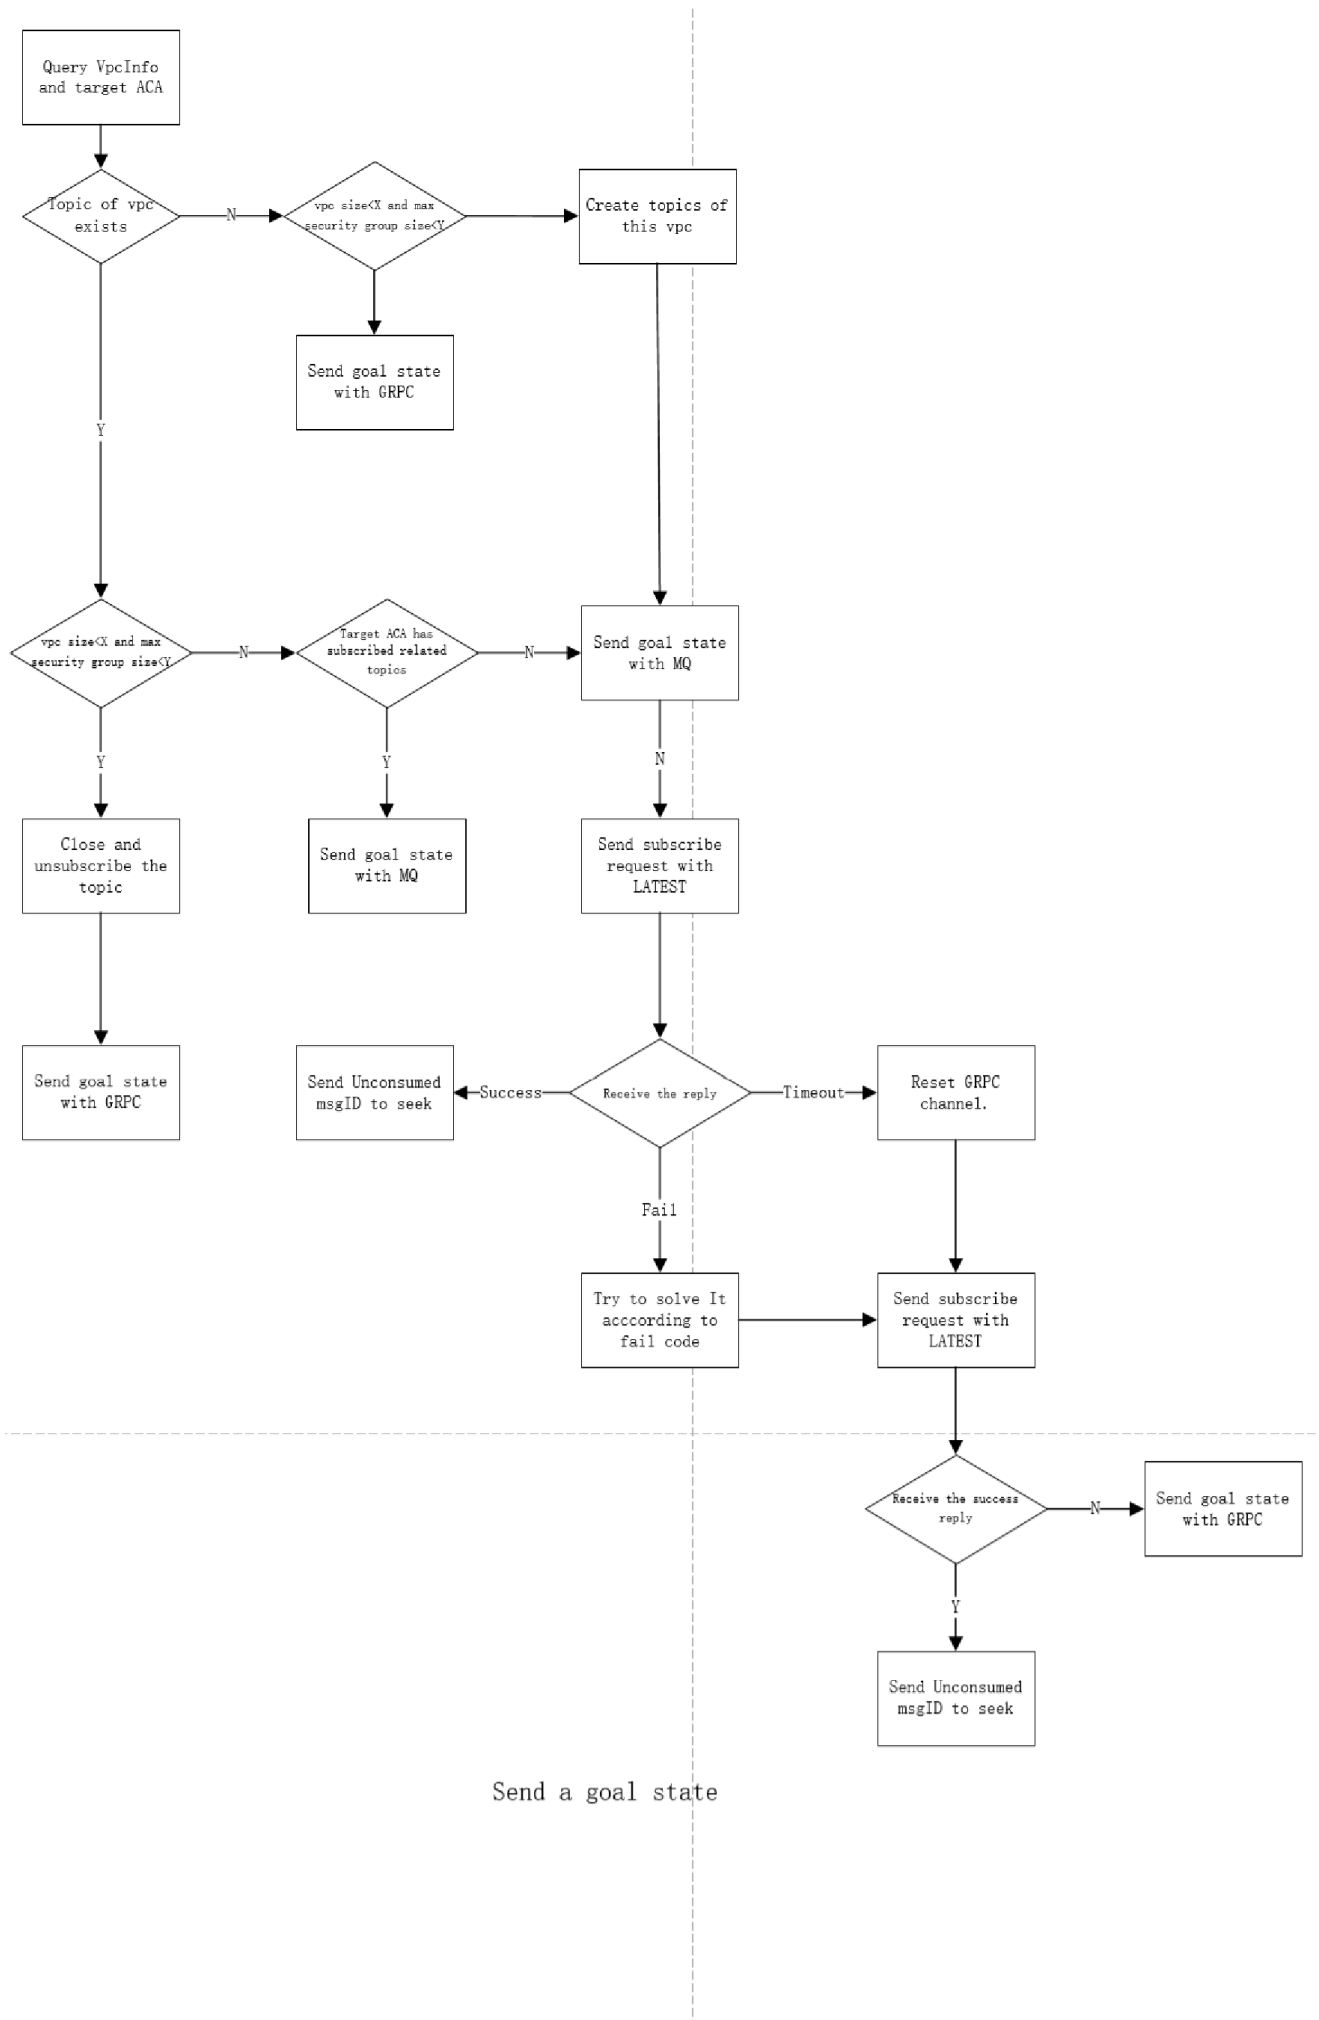 Query VpcInfo
and target ACA
Topic of vpc
exists
N
vpc size<X and max
security group size<Y
Create topics of
this vpc
Send goal state
with GRPC
Y
vpc size<X and max
security group size<Y
N
Target ACA has
subscribed related
topics
N
Send goal state
with MQ
Y
Y
N
Close and
unsubscribe the
topic
Send goal state
with MQ
Send subscribe
request with
LATEST
Send goal state
with GRPC
Send Unconsumed
msgID to seek
Success
Receive the reply
Timeout
Reset GRPC
channel.
Fail
Try to solve It
acccording to
fail code
Send subscribe
request with
LATEST
Receive the success
reply
N
Send goal state
with GRPC
Y
Send Unconsumed
msgID to seek
Send a goal state